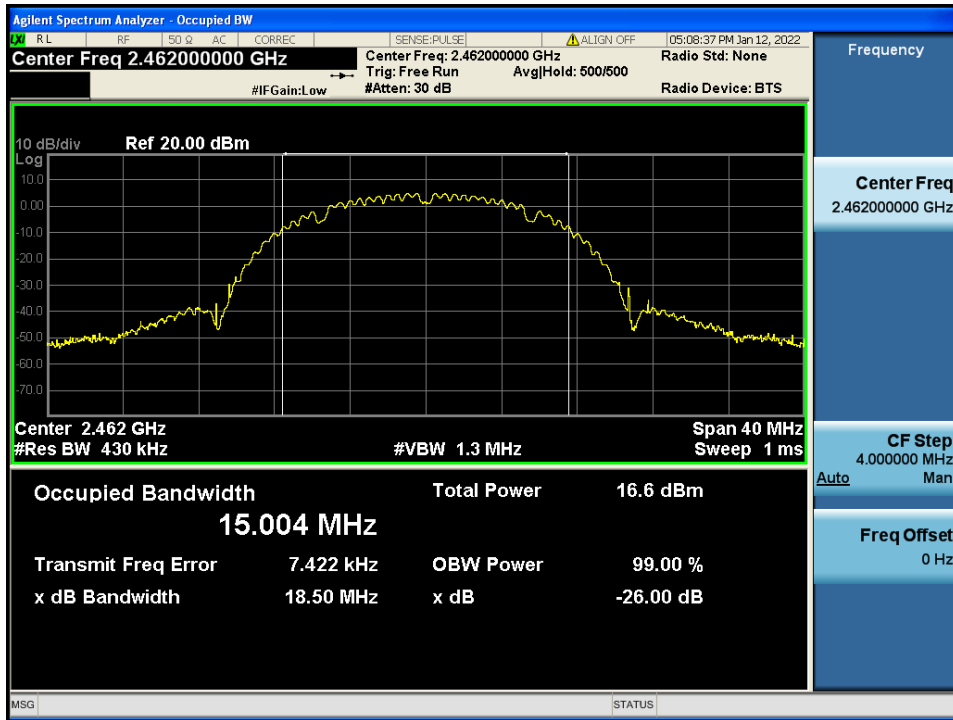 Agilent Spectrum Analyzer - Occupied BW
LXI RL RF 50 Ω AC CORREC SENSE:PULSE ALIGN OFF 05:08:37 PM Jan 12, 2022
Center Freq 2.462000000 GHz
Center Freq: 2.462000000 GHz
Radio Std: None
Trig: Free Run Avg|Hold: 500/500
#IFGain:Low
#Atten: 30 dB
Radio Device: BTS
10 dB/div Ref 20.00 dBm
Log
10.0
0.00
-10.0
-20.0
-30.0
-40.0
-50.0
-60.0
-70.0
Center 2.462 GHz Span 40 MHz
#Res BW 430 kHz #VBW 1.3 MHz Sweep 1 ms
Occupied Bandwidth Total Power 16.6 dBm
15.004 MHz
Transmit Freq Error 7.422 kHz OBW Power 99.00 %
x dB Bandwidth 18.50 MHz x dB -26.00 dB
Frequency
Center Freq
2.462000000 GHz
CF Step
4.000000 MHz
Auto Man
Freq Offset
0 Hz
MSG STATUS